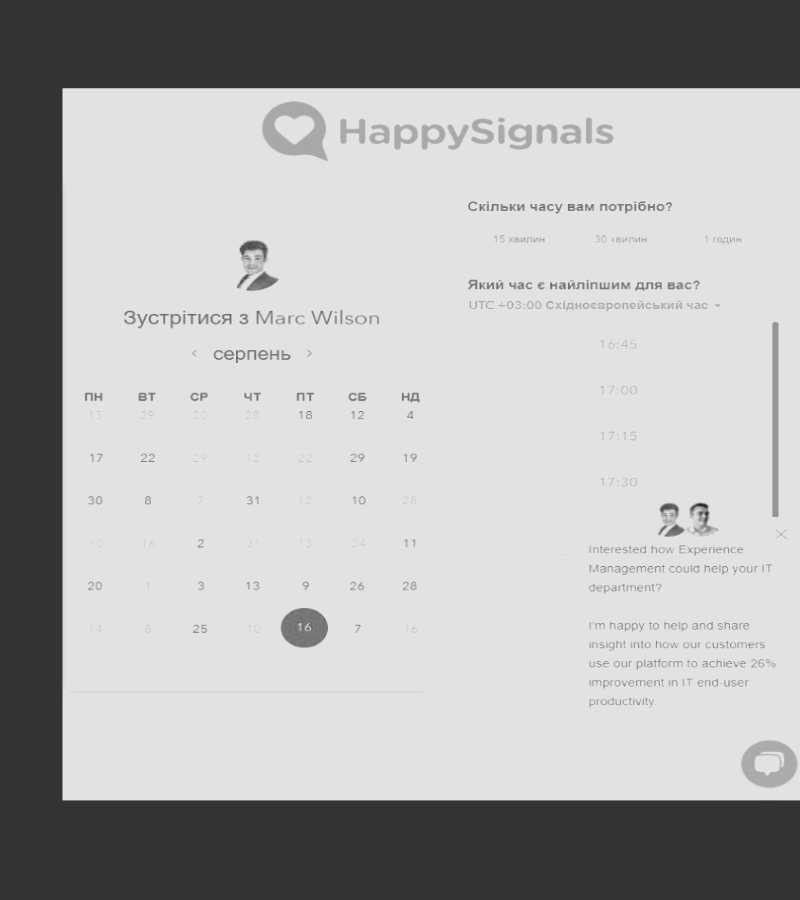 HappySignals
Зустрітися з Marc Wilson
серпень
ПН ВТ СР ЧТ ПТ СБ НД
13 29 20 28 18 12 4
17 22 29 13 22 29 19
30 8 7 31 12 10 28
10 16 2 31 13 24 11
20 1 3 13 9 26 28
14 8 25 10 16 7 16
Скільки часу вам потрібно?
15 хвилин 30 хвилин 1 годин
Який час є найліпшим для вас?
UTC +03:00 Східноєвропейський час
16:45
17:00
17:15
17:30
Interested how Experience
Management could help your IT
department?
I'm happy to help and share
insight into how our customers
use our platform to achieve 26%
improvement in IT end-user
productivity.